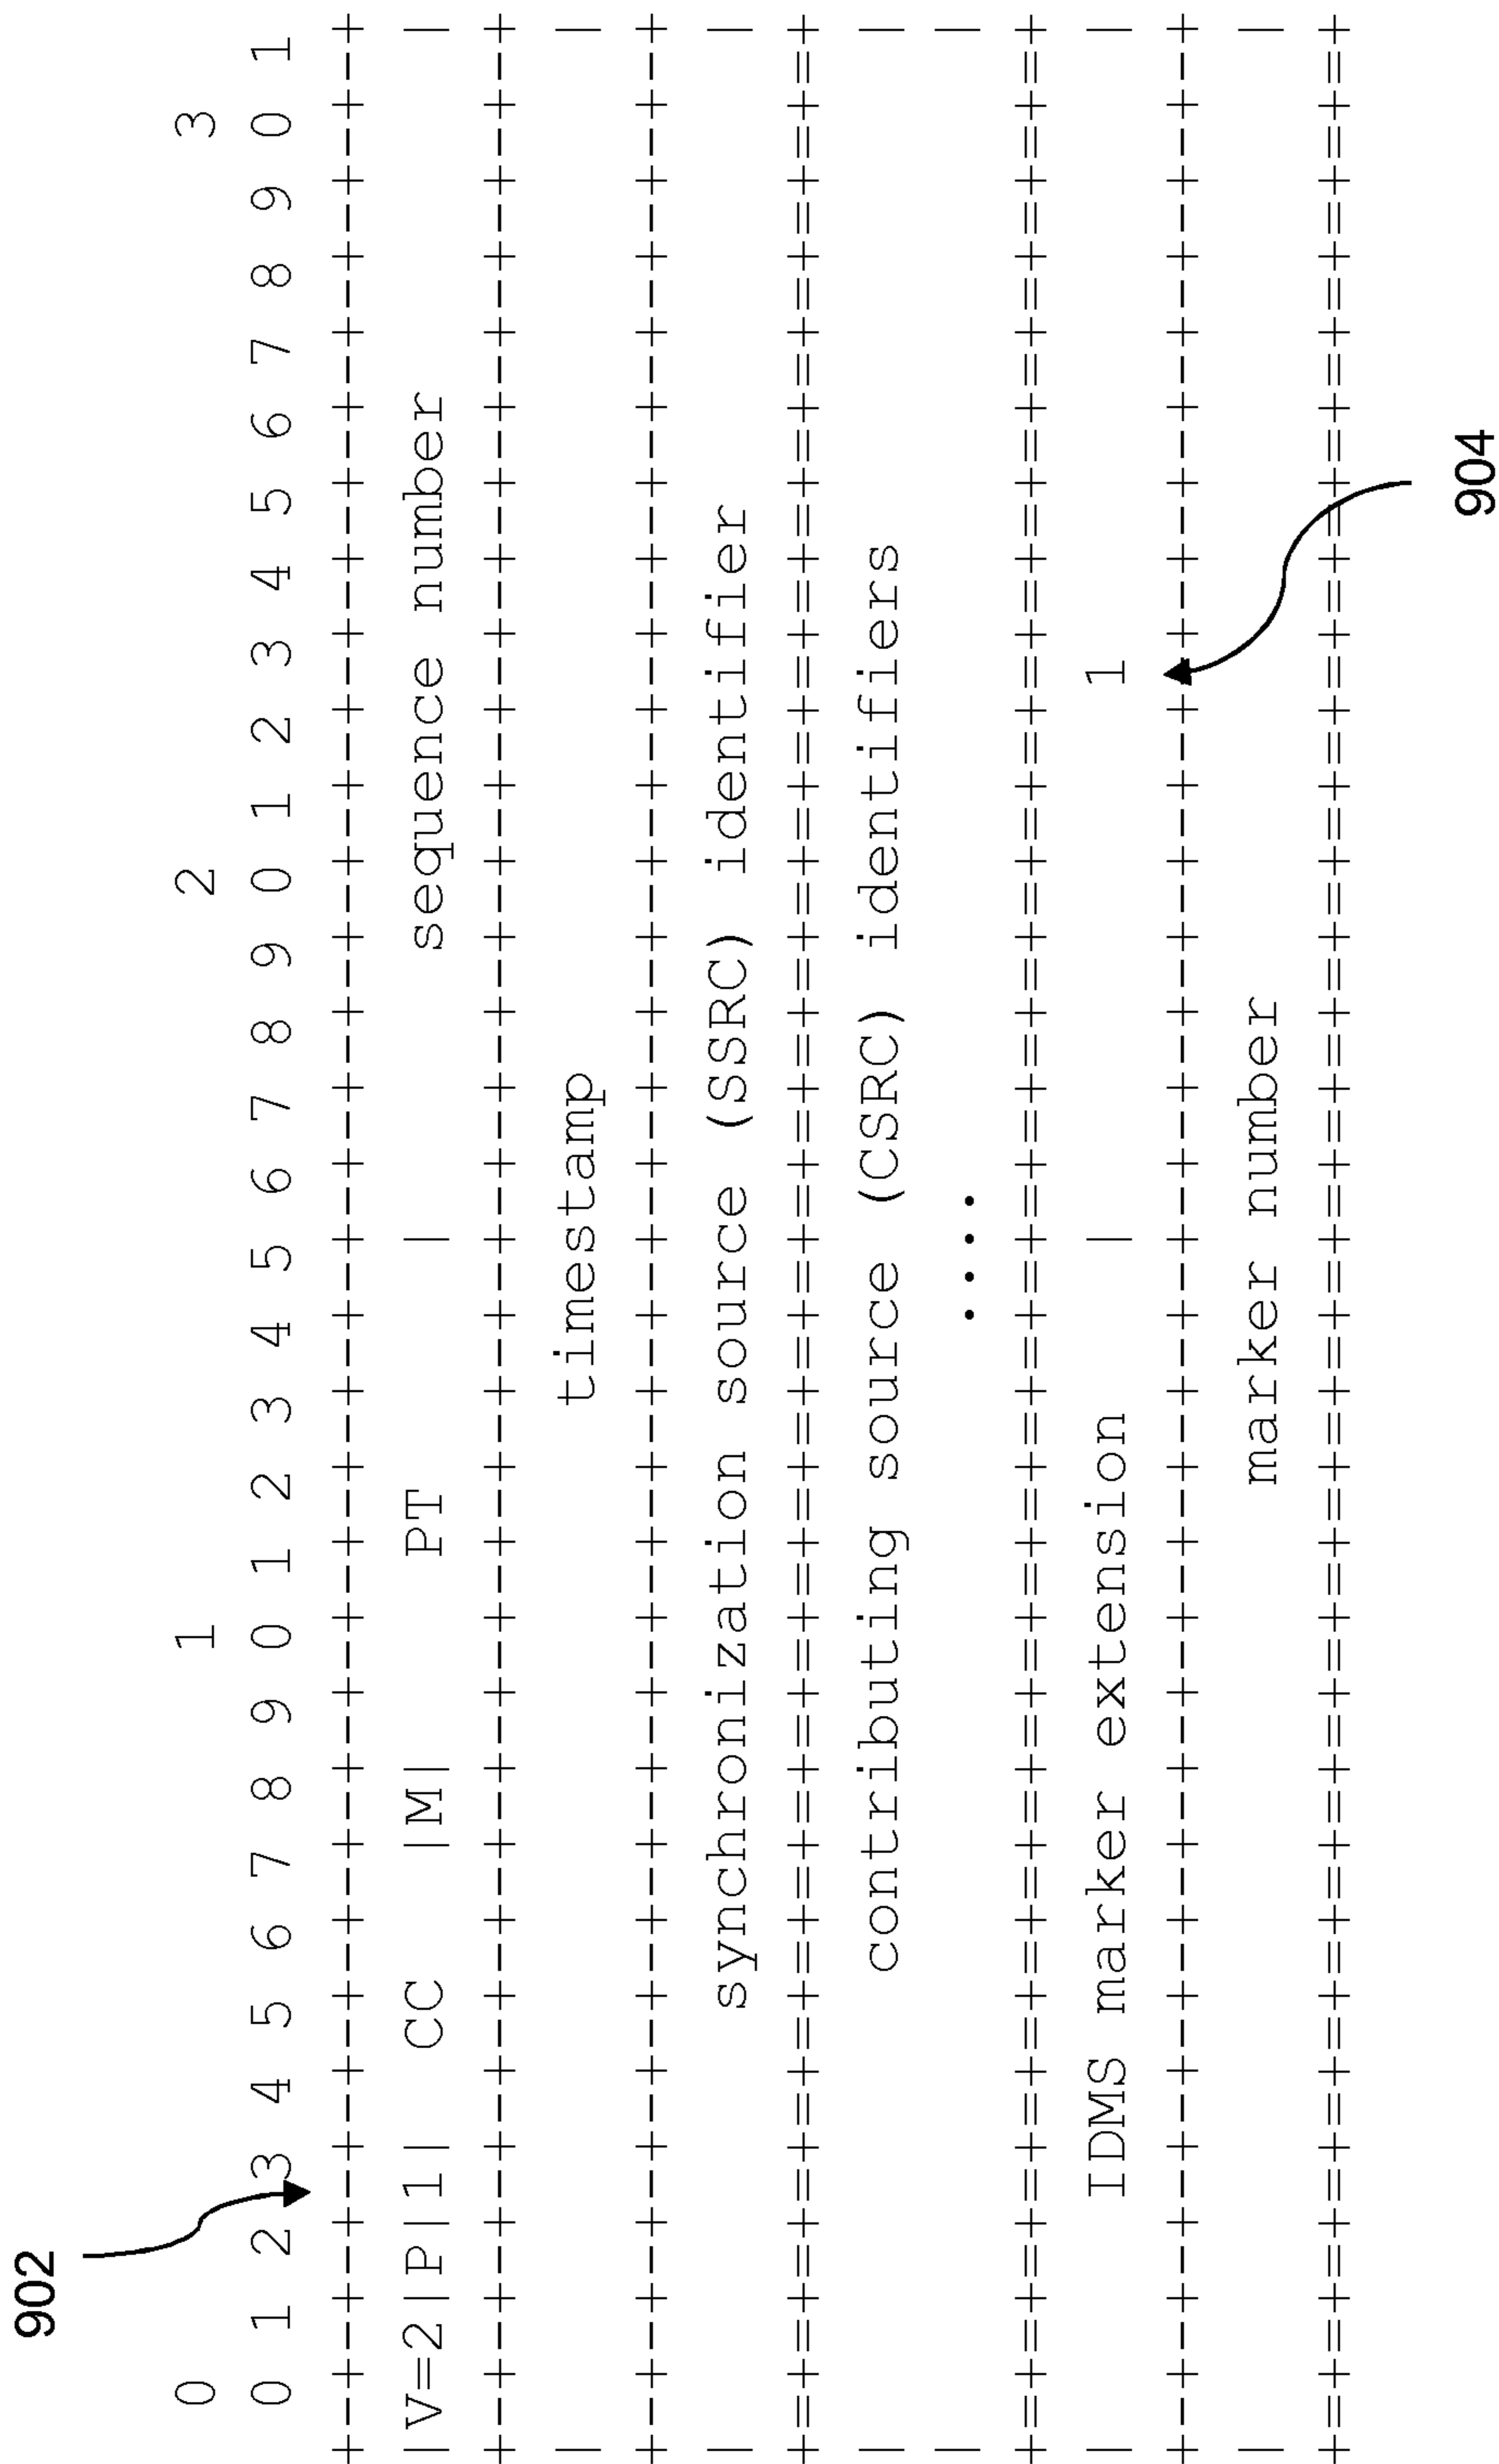 902
 0                   1                   2                   3
 0 1 2 3 4 5 6 7 8 9 0 1 2 3 4 5 6 7 8 9 0 1 2 3 4 5 6 7 8 9 0 1
+-+-+-+-+-+-+-+-+-+-+-+-+-+-+-+-+-+-+-+-+-+-+-+-+-+-+-+-+-+-+-+-+
|V=2|P|1|  CC   |M|     PT      |       sequence number         |
+-+-+-+-+-+-+-+-+-+-+-+-+-+-+-+-+-+-+-+-+-+-+-+-+-+-+-+-+-+-+-+-+
|                           timestamp                           |
+-+-+-+-+-+-+-+-+-+-+-+-+-+-+-+-+-+-+-+-+-+-+-+-+-+-+-+-+-+-+-+-+
|           synchronization source (SSRC) identifier            |
+=+=+=+=+=+=+=+=+=+=+=+=+=+=+=+=+=+=+=+=+=+=+=+=+=+=+=+=+=+=+=+=+
|            contributing source (CSRC) identifiers             |
|                             ....                              |
+=+=+=+=+=+=+=+=+=+=+=+=+=+=+=+=+=+=+=+=+=+=+=+=+=+=+=+=+=+=+=+=+
|      IDMS marker extension    |              1                |
+-+-+-+-+-+-+-+-+-+-+-+-+-+-+-+-+-+-+-+-+-+-+-+-+-+-+-+-+-+-+-+-+
|                         marker number                         |
+=+=+=+=+=+=+=+=+=+=+=+=+=+=+=+=+=+=+=+=+=+=+=+=+=+=+=+=+=+=+=+=+
904